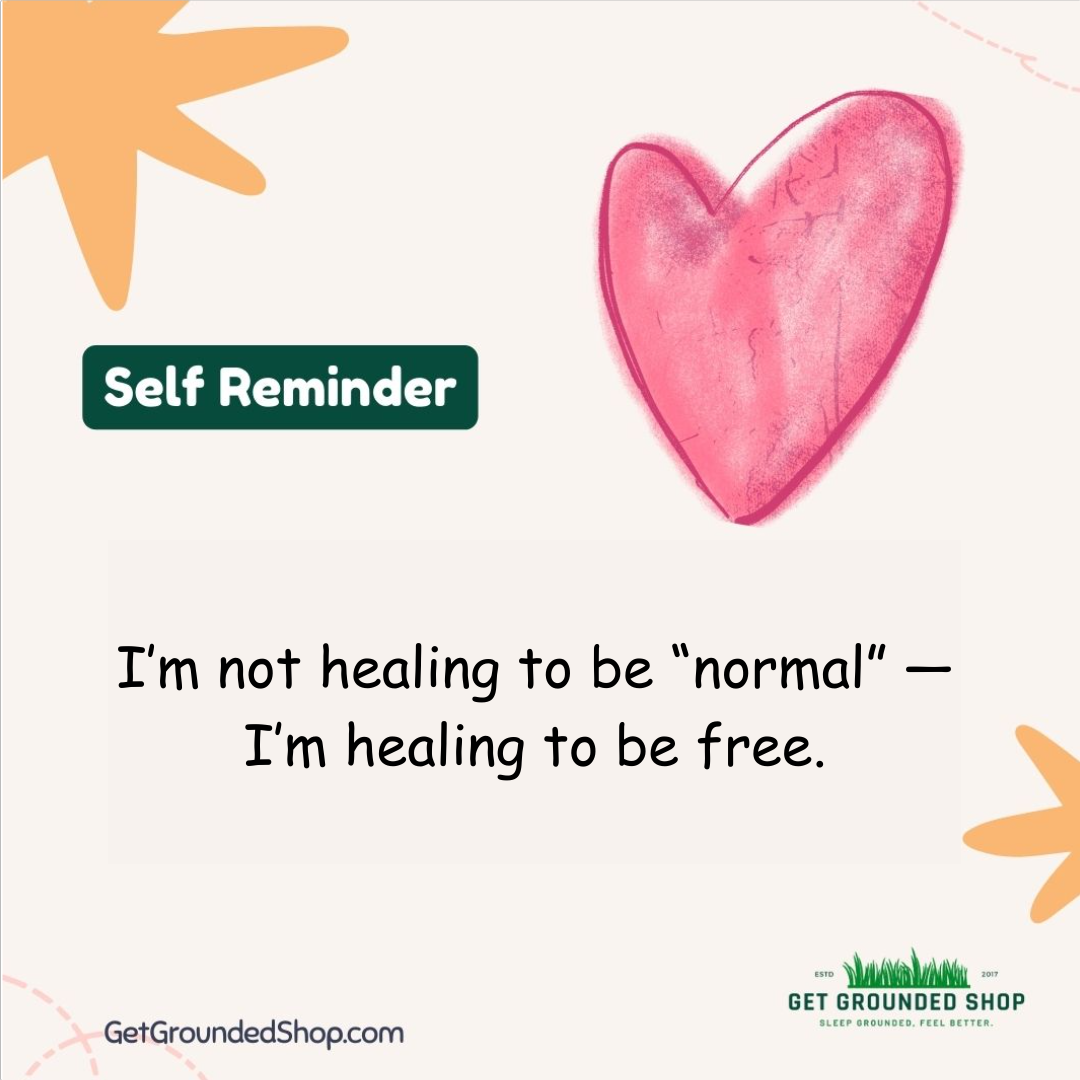 Self Reminder
I’m not healing to be “normal” —
I’m healing to be free.
ESTD 2017
GET GROUNDED SHOP
SLEEP GROUNDED, FEEL BETTER.
GetGroundedShop.com